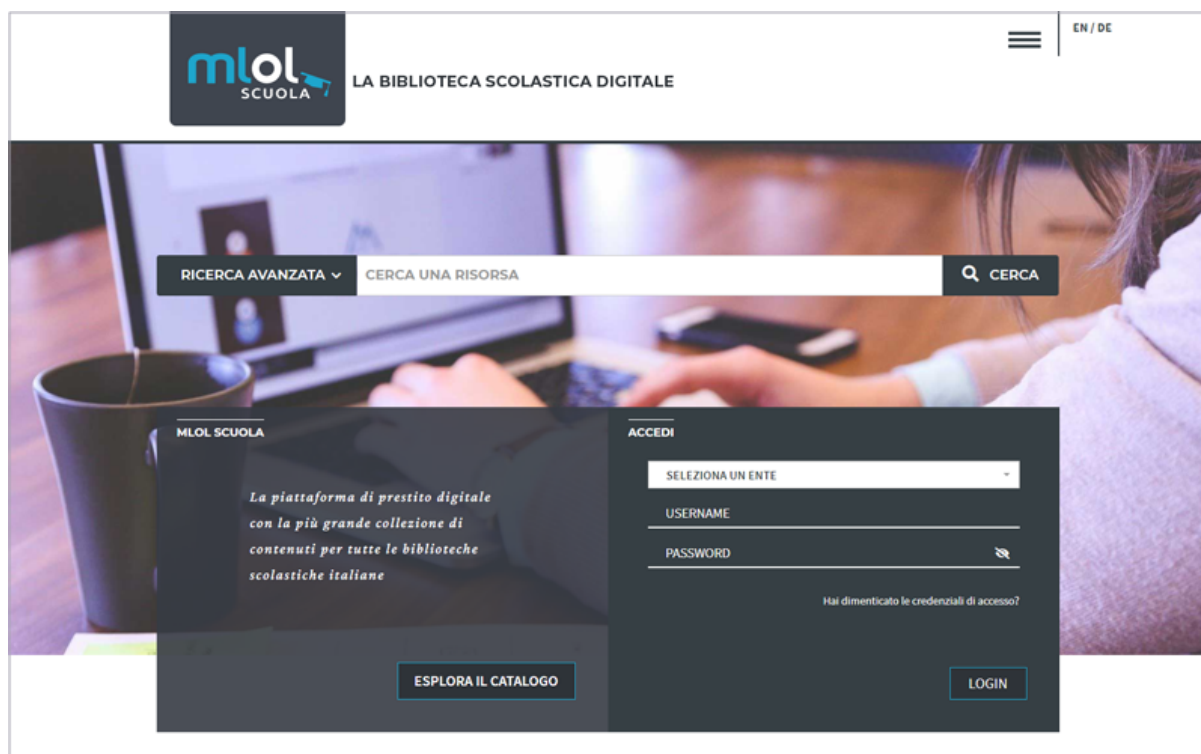 mlol
SCUOLA
LA BIBLIOTECA SCOLASTICA DIGITALE
EN / DE
RICERCA AVANZATA
CERCA UNA RISORSA
CERCA
MLOL SCUOLA
La piattaforma di prestito digitale
con la più grande collezione di
contenuti per tutte le biblioteche
scolastiche italiane
ESPLORA IL CATALOGO
ACCEDI
SELEZIONA UN ENTE
USERNAME
PASSWORD
Hai dimenticato le credenziali di accesso?
LOGIN